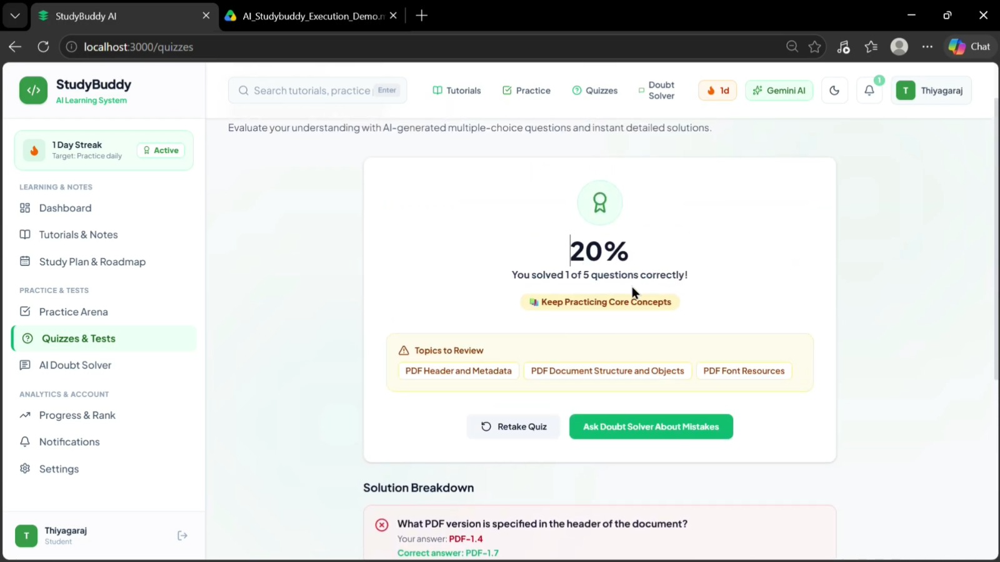 StudyBuddy AI
AI_Studybuddy_Execution_Demo.m
localhost:3000/quizzes
Chat
StudyBuddy
AI Learning System
Search tutorials, practice
Enter
Tutorials
Practice
Quizzes
Doubt
Solver
1d
Gemini AI
1
T
Thiyagaraj
1 Day Streak
Target: Practice daily
Active
LEARNING & NOTES
Dashboard
Tutorials & Notes
Study Plan & Roadmap
PRACTICE & TESTS
Practice Arena
Quizzes & Tests
AI Doubt Solver
ANALYTICS & ACCOUNT
Progress & Rank
Notifications
Settings
T
Thiyagaraj
Student
Evaluate your understanding with AI-generated multiple-choice questions and instant detailed solutions.
20%
You solved 1 of 5 questions correctly!
Keep Practicing Core Concepts
Topics to Review
PDF Header and Metadata
PDF Document Structure and Objects
PDF Font Resources
Retake Quiz
Ask Doubt Solver About Mistakes
Solution Breakdown
What PDF version is specified in the header of the document?
Your answer: PDF-1.4
Correct answer: PDF-1.7